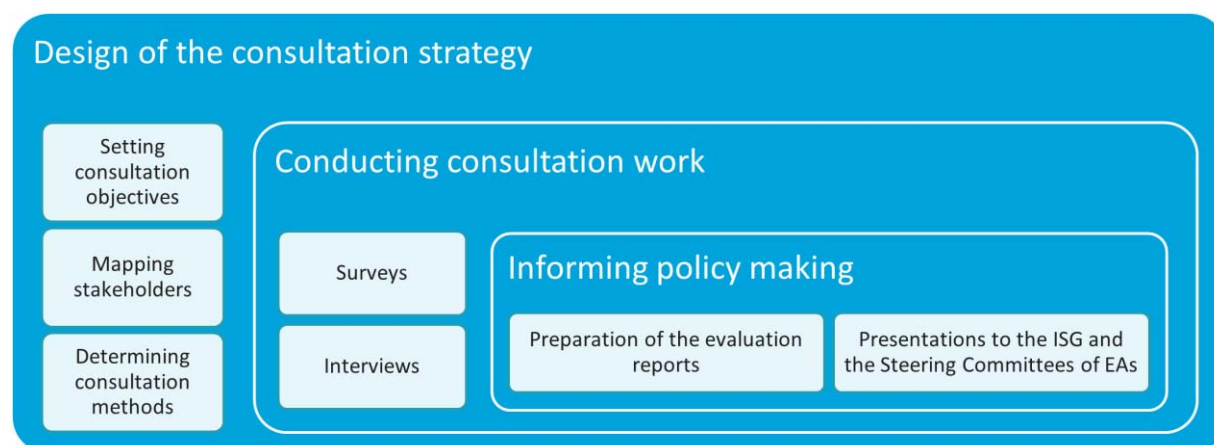 Design of the consultation strategy
Setting
consultation
objectives
Mapping
stakeholders
Determining
consultation
methods
Conducting consultation work
Surveys
Interviews
Informing policy making
Preparation of the evaluation
reports
Presentations to the ISG and
the Steering Committees of EAs